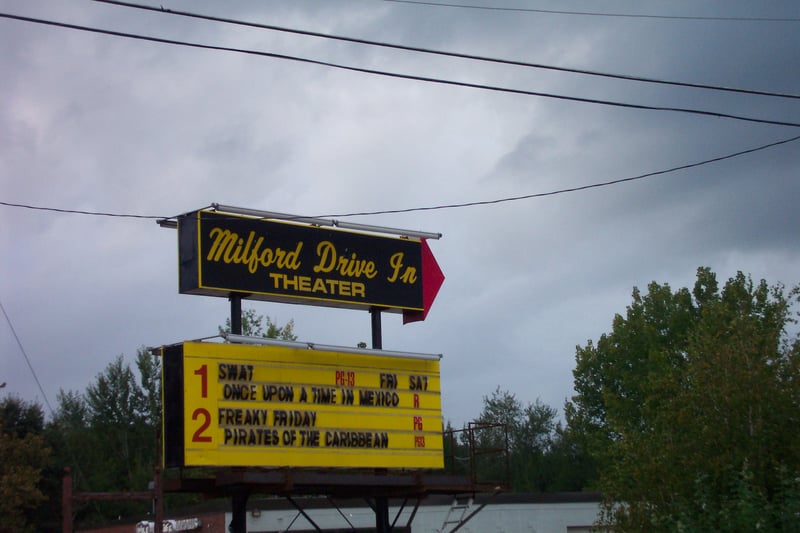 Milford Drive In
THEATER
1 SWAT PG-13 FRI SAT
ONCE UPON A TIME IN MEXICO R
2 FREAKY FRIDAY PG
PIRATES OF THE CARIBBEAN PG13